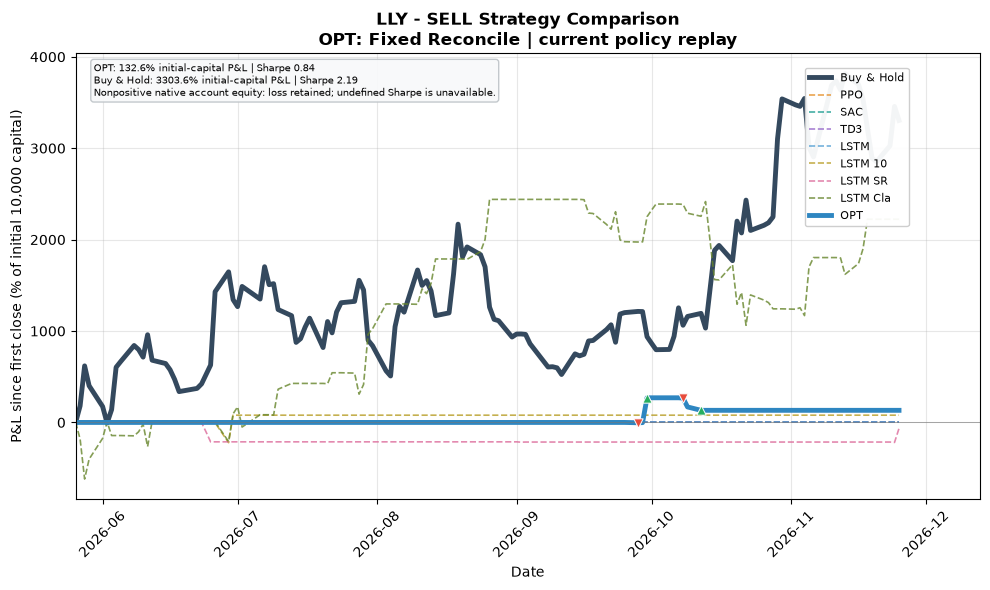 LLY - SELL Strategy Comparison
OPT: Fixed Reconcile | current policy replay
OPT: 132.6% initial-capital P&L | Sharpe 0.84
Buy & Hold: 3303.6% initial-capital P&L | Sharpe 2.19
Nonpositive native account equity: loss retained; undefined Sharpe is unavailable.
Buy & Hold
PPO
SAC
TD3
LSTM
LSTM 10
LSTM SR
LSTM Cla
OPT
P&L since first close (% of initial 10,000 capital)
4000
3000
2000
1000
0
2026-06
2026-07
2026-08
2026-09
2026-10
2026-11
2026-12
Date